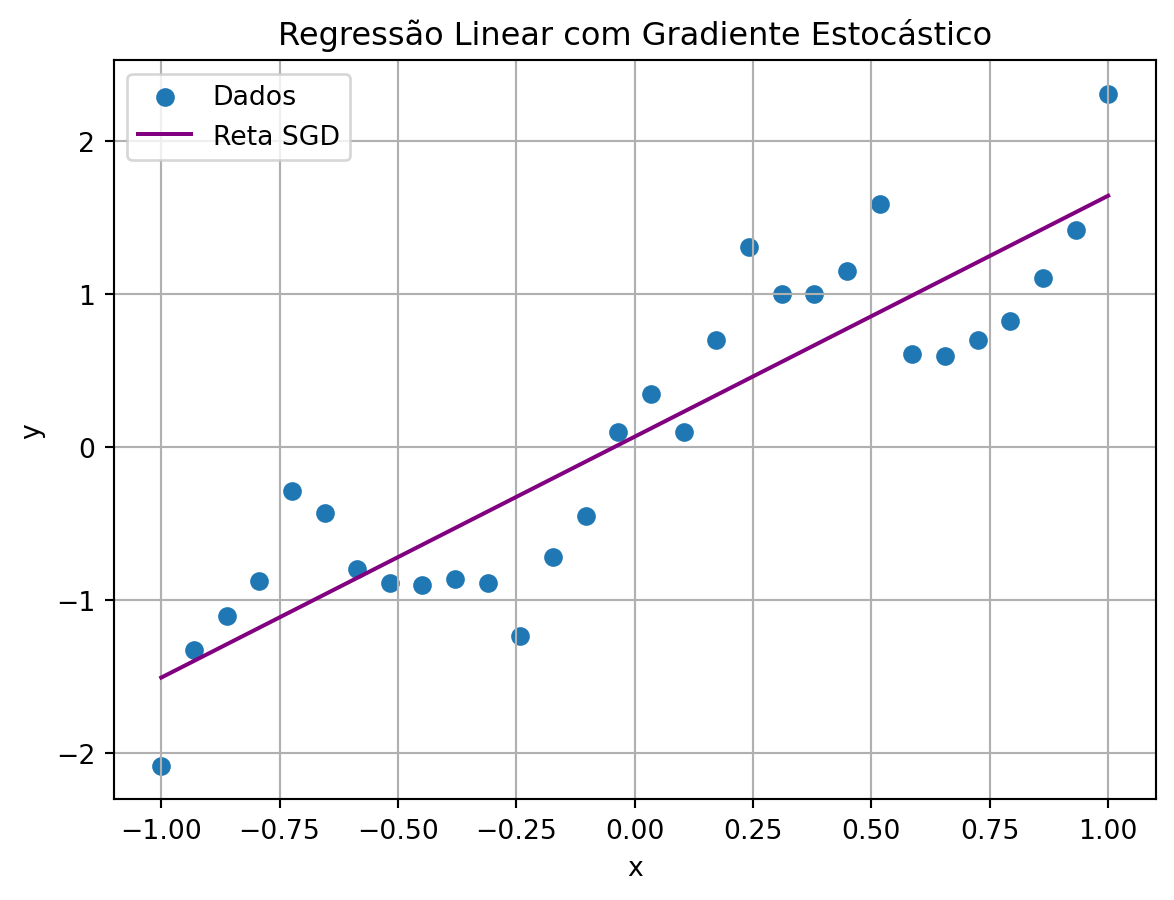 Regressão Linear com Gradiente Estocástico
Dados
Reta SGD
y
2
1
0
−1
−2
−1.00 −0.75 −0.50 −0.25 0.00 0.25 0.50 0.75 1.00
x